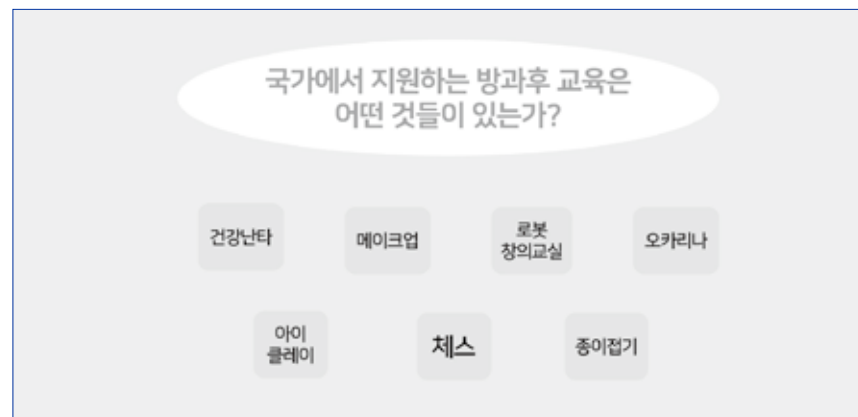 국가에서 지원하는 방과후 교육은
어떤 것들이 있는가?
건강난타
메이크업
로봇
창의교실
오카리나
아이
클레이
체스
종이접기